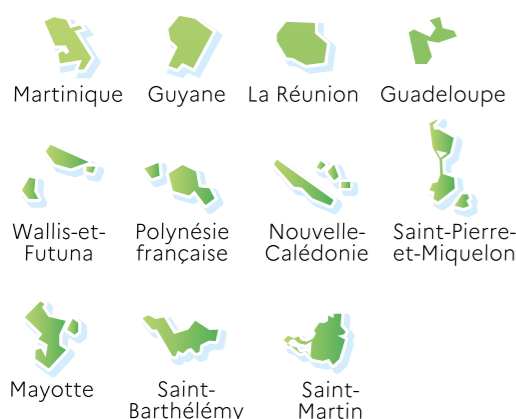 Martinique Guyane La Réunion Guadeloupe
Wallis-et-
Futuna
Polynésie
française
Nouvelle-
Calédonie
Saint-Pierre-
et-Miquelon
Mayotte
Saint-
Barthélémy
Saint-
Martin